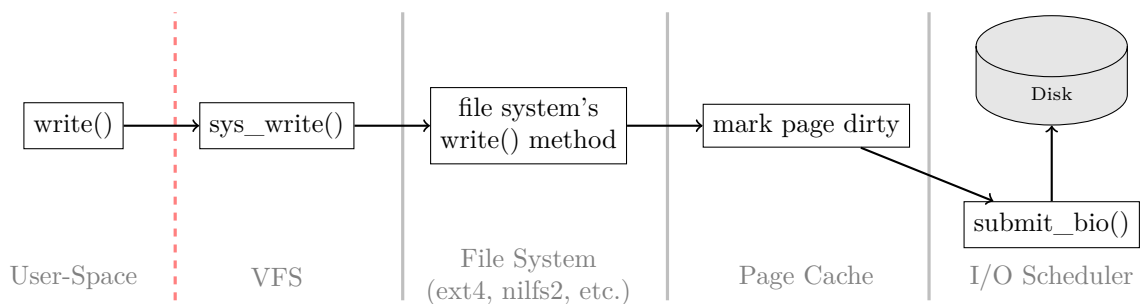 Disk
write()
sys_write()
file system's
write() method
mark page dirty
submit_bio()
User-Space
VFS
File System
(ext4, nilfs2, etc.)
Page Cache
I/O Scheduler